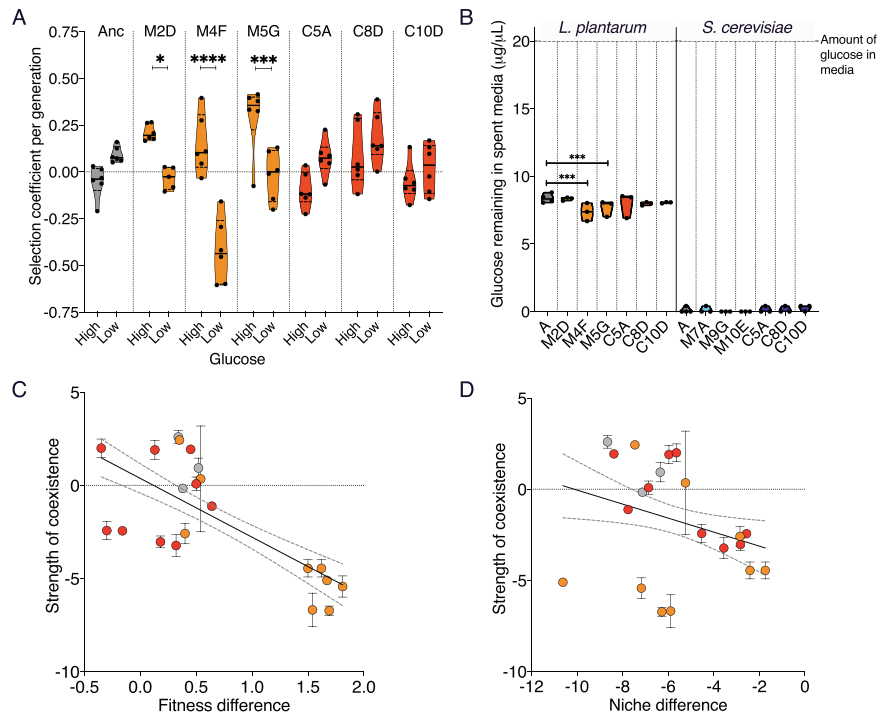 A
Anc M2D M4F M5G C5A C8D C10D
* **** ***
0.75
0.50
0.25
0.00
-0.25
-0.50
-0.75
Selection coefficient per generation
High Low High Low High Low High Low High Low High Low High Low
Glucose
B
L. plantarum S. cerevisiae
20
15
10
5
0
Glucose remaining in spent media (μg/μL)
Amount of
glucose in
media
***
***
A M2D M4F M5G C5A C8D C10D A M7A M9G M10E C5A C8D C10D
C
5
0
-5
-10
Strength of coexistence
-0.5 0.0 0.5 1.0 1.5 2.0
Fitness difference
D
5
0
-5
-10
Strength of coexistence
-12 -10 -8 -6 -4 -2 0
Niche difference